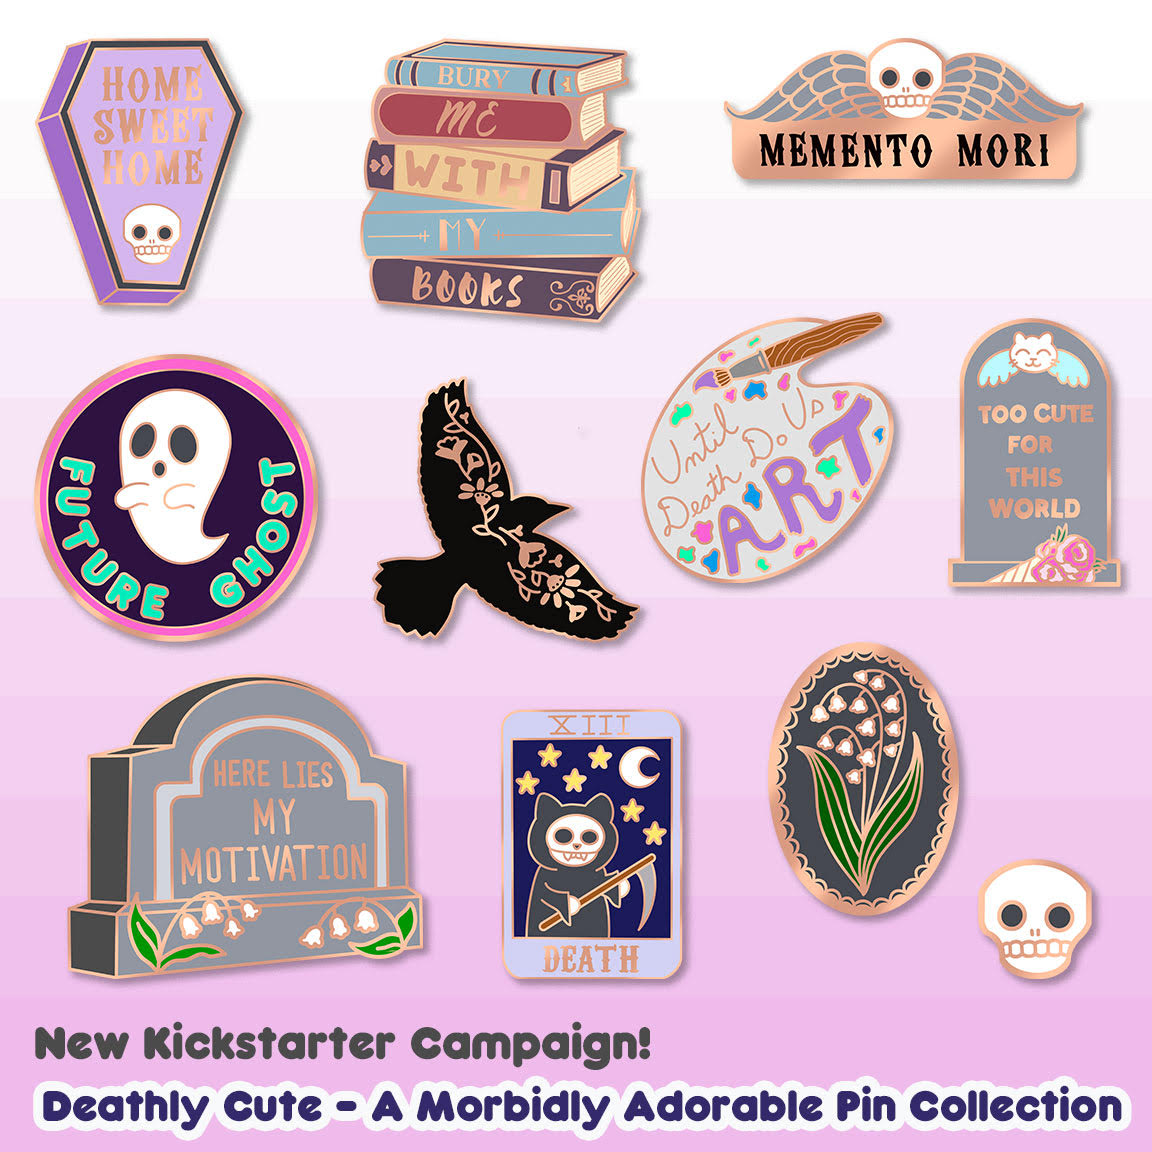 HOME
SWEET
HOME
BURY
ME
WITH
MY
BOOKS
MEMENTO MORI
FUTURE GHOST
Until
Death Do Us
ART
TOO CUTE
FOR
THIS
WORLD
HERE LIES
MY
MOTIVATION
XIII
DEATH
New Kickstarter Campaign!
Deathly Cute - A Morbidly Adorable Pin Collection